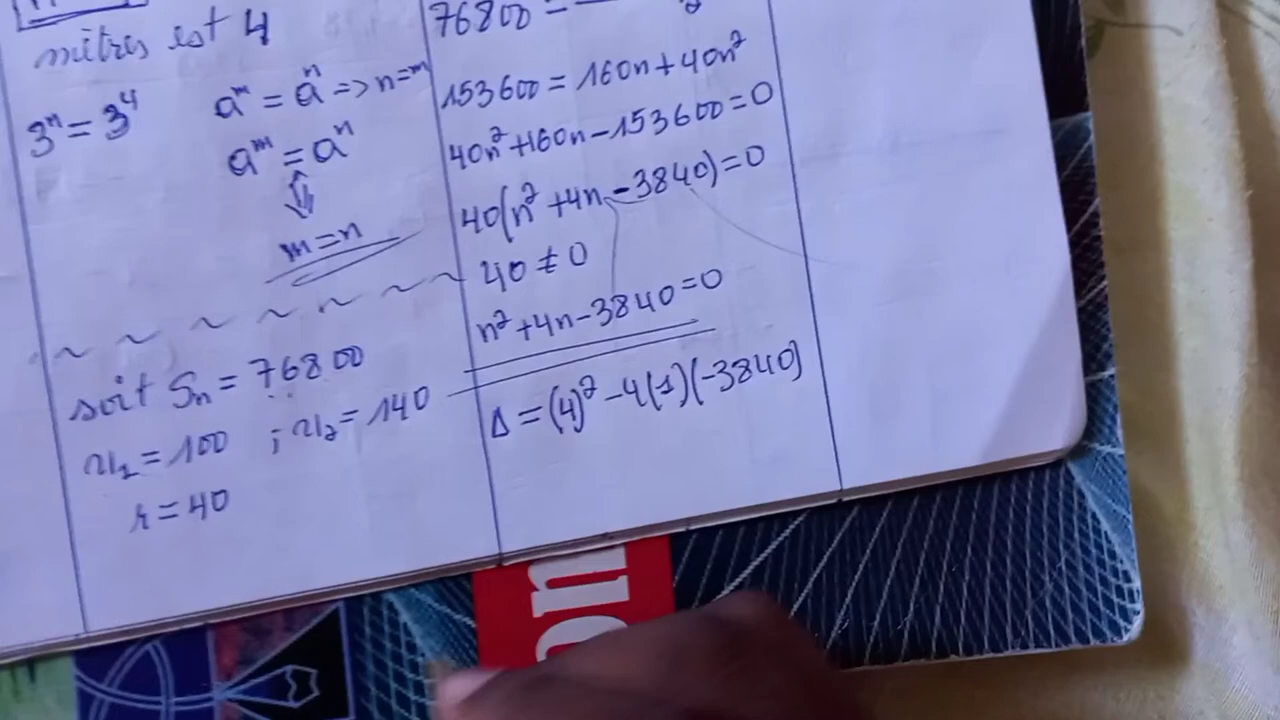 mètres est 4
3ⁿ = 3⁴
aᵐ = aⁿ => n=m
aᵐ = aⁿ
⇕
m=n
soit Sn = 76800
u₁ = 100 ; u₂ = 140
r = 40
76800 =
153600 = 160n + 40n²
40n² + 160n - 153600 = 0
40(n² + 4n - 3840) = 0
40 ≠ 0
n² + 4n - 3840 = 0
Δ = (4)² - 4(1)(-3840)